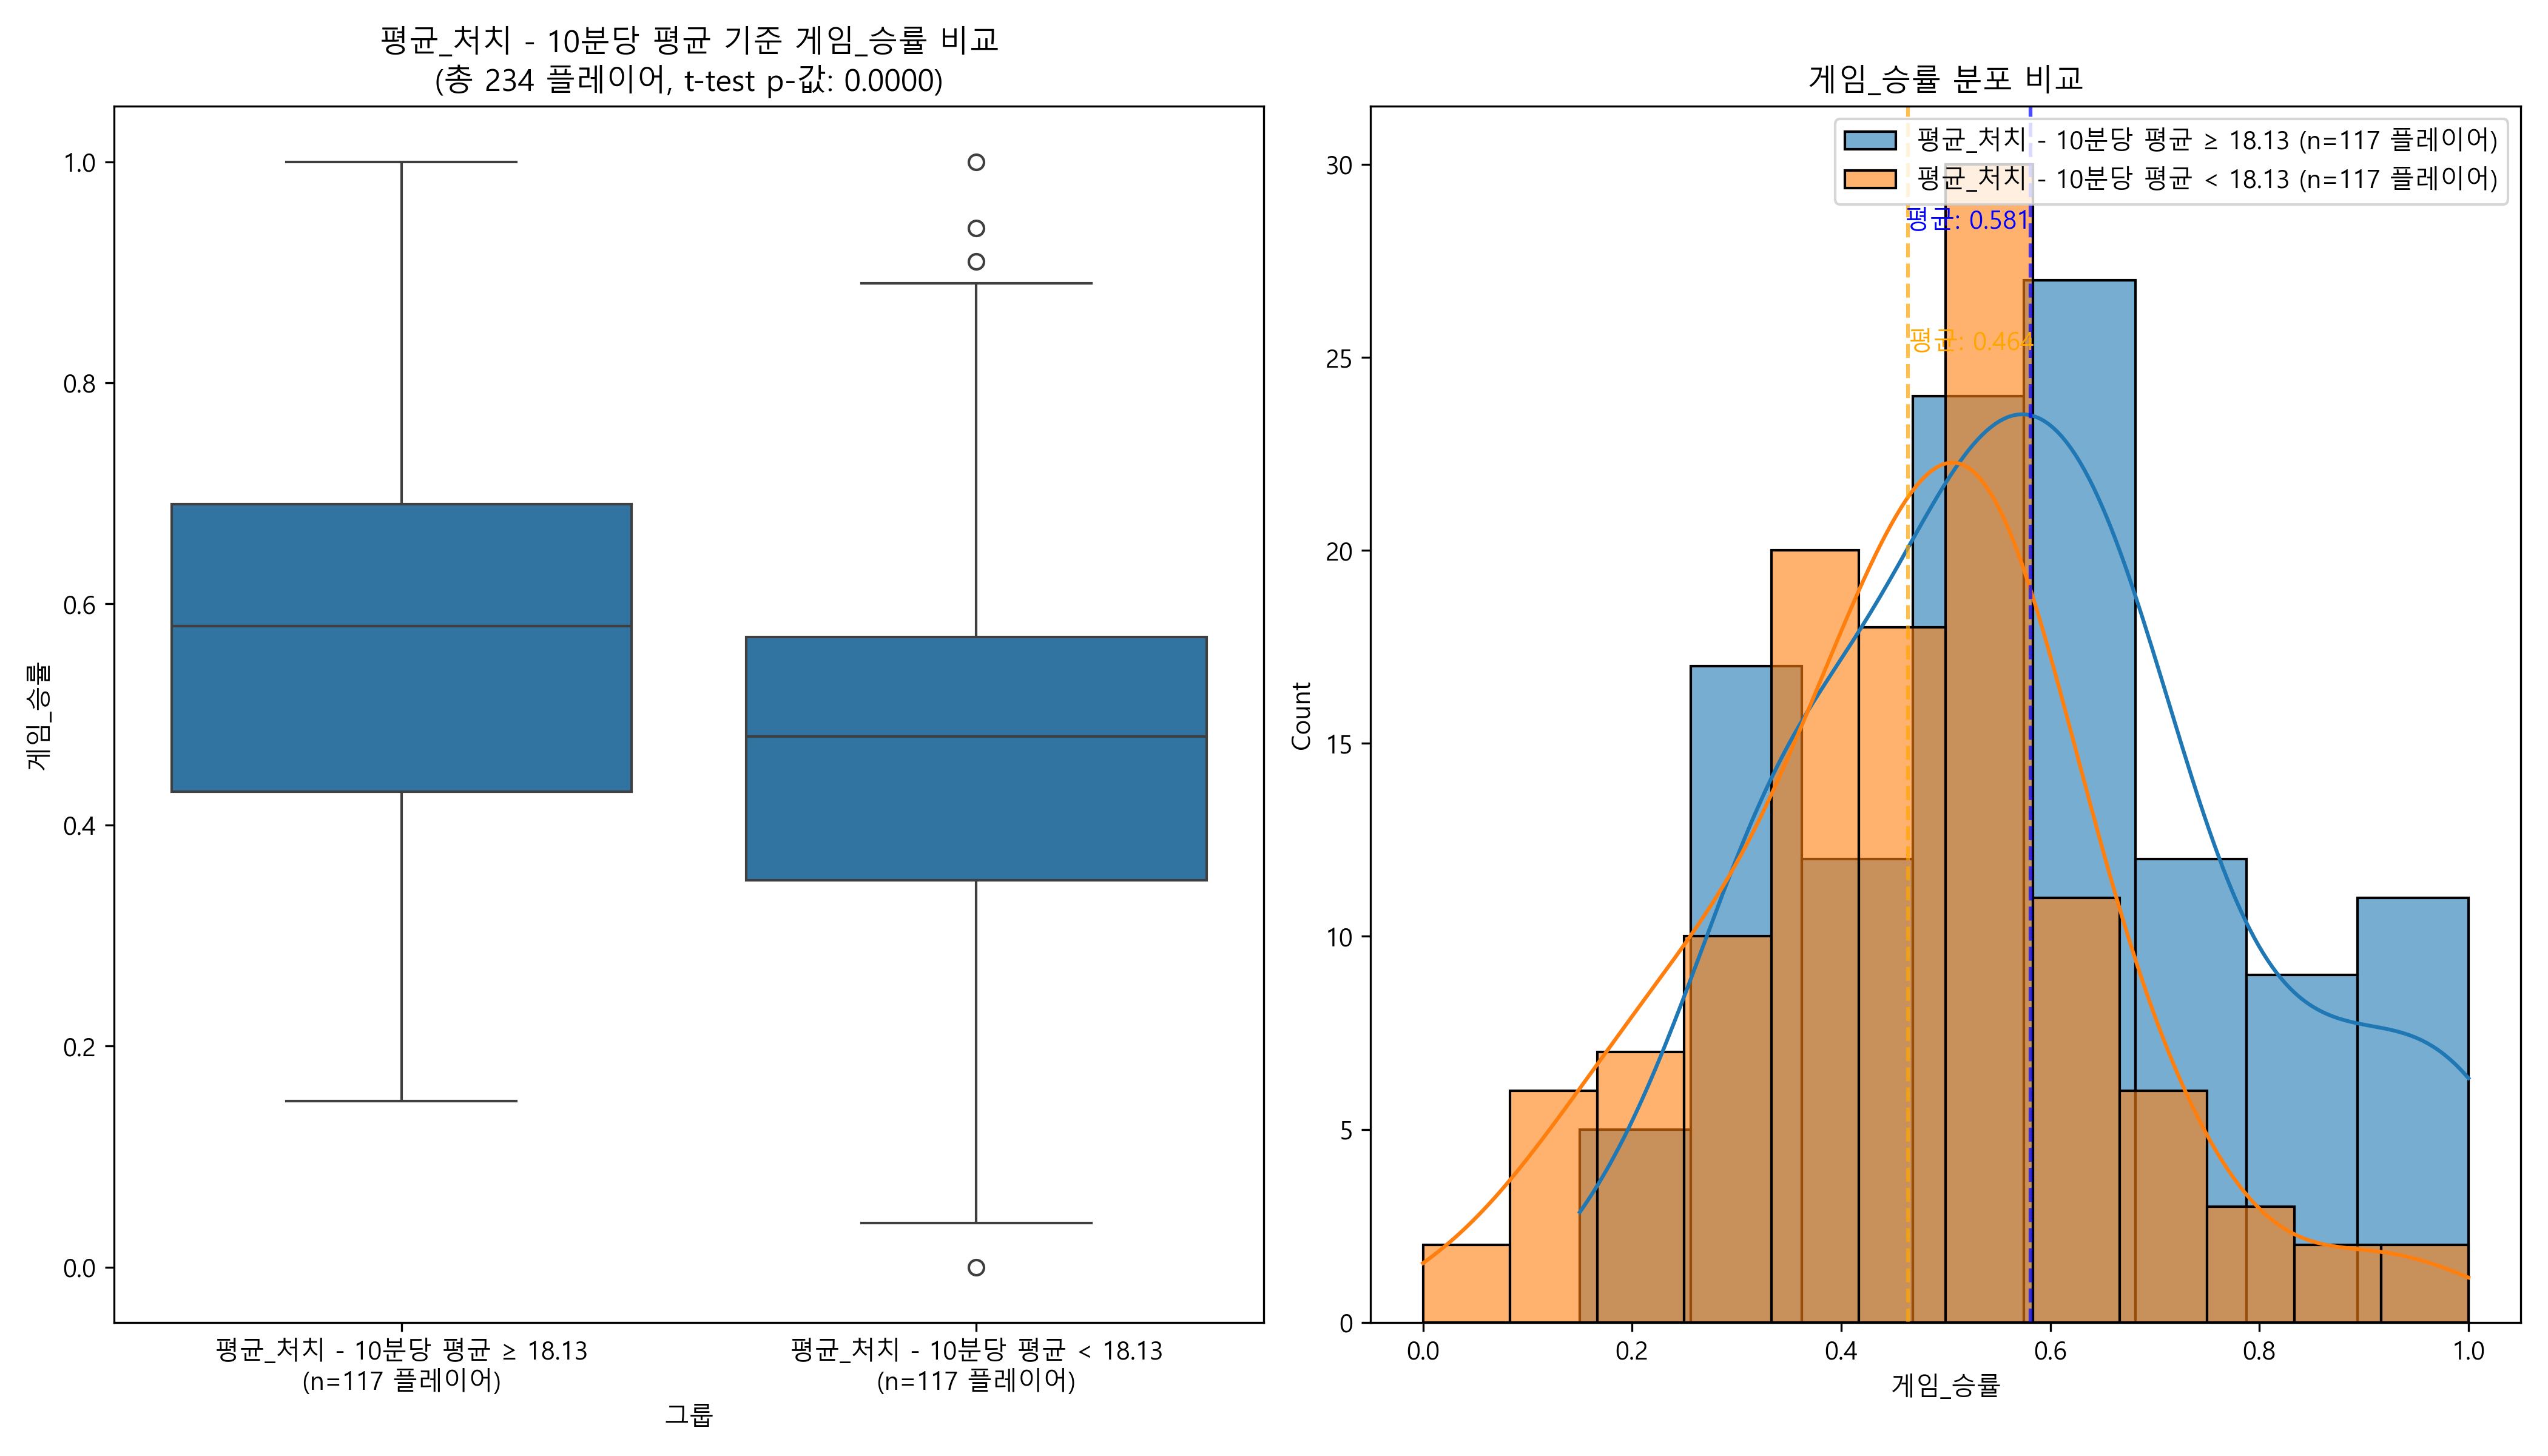 평균_처치 - 10분당 평균 기준 게임_승률 비교
(총 234 플레이어, t-test p-값: 0.0000)
1.0
0.8
0.6
0.4
0.2
0.0
게임_승률
평균_처치 - 10분당 평균 ≥ 18.13
(n=117 플레이어)
평균_처치 - 10분당 평균 < 18.13
(n=117 플레이어)
그룹
게임_승률 분포 비교
평균_처치 - 10분당 평균 ≥ 18.13 (n=117 플레이어)
평균_처치 - 10분당 평균 < 18.13 (n=117 플레이어)
평균: 0.581
평균: 0.464
30
25
20
15
10
5
0
Count
0.0 0.2 0.4 0.6 0.8 1.0
게임_승률